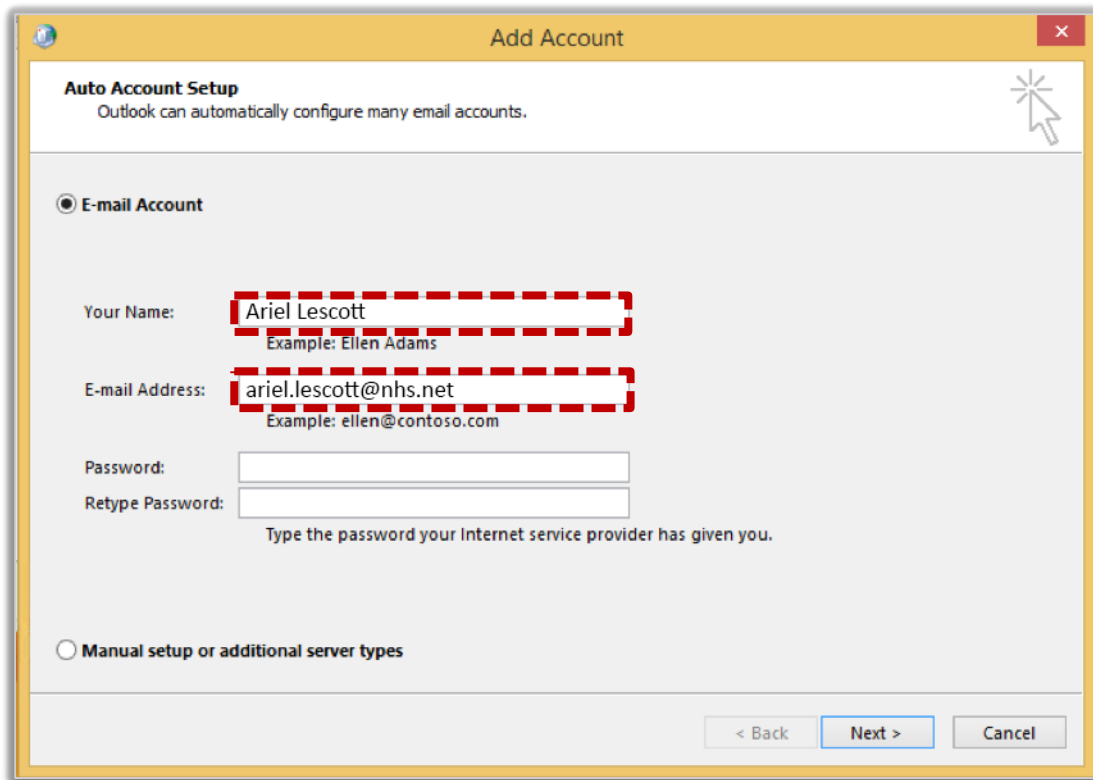 Add Account
Auto Account Setup
Outlook can automatically configure many email accounts.
E-mail Account
Your Name: Ariel Lescott
Example: Ellen Adams
E-mail Address: ariel.lescott@nhs.net
Example: ellen@contoso.com
Password:
Retype Password:
Type the password your Internet service provider has given you.
Manual setup or additional server types
< Back Next > Cancel